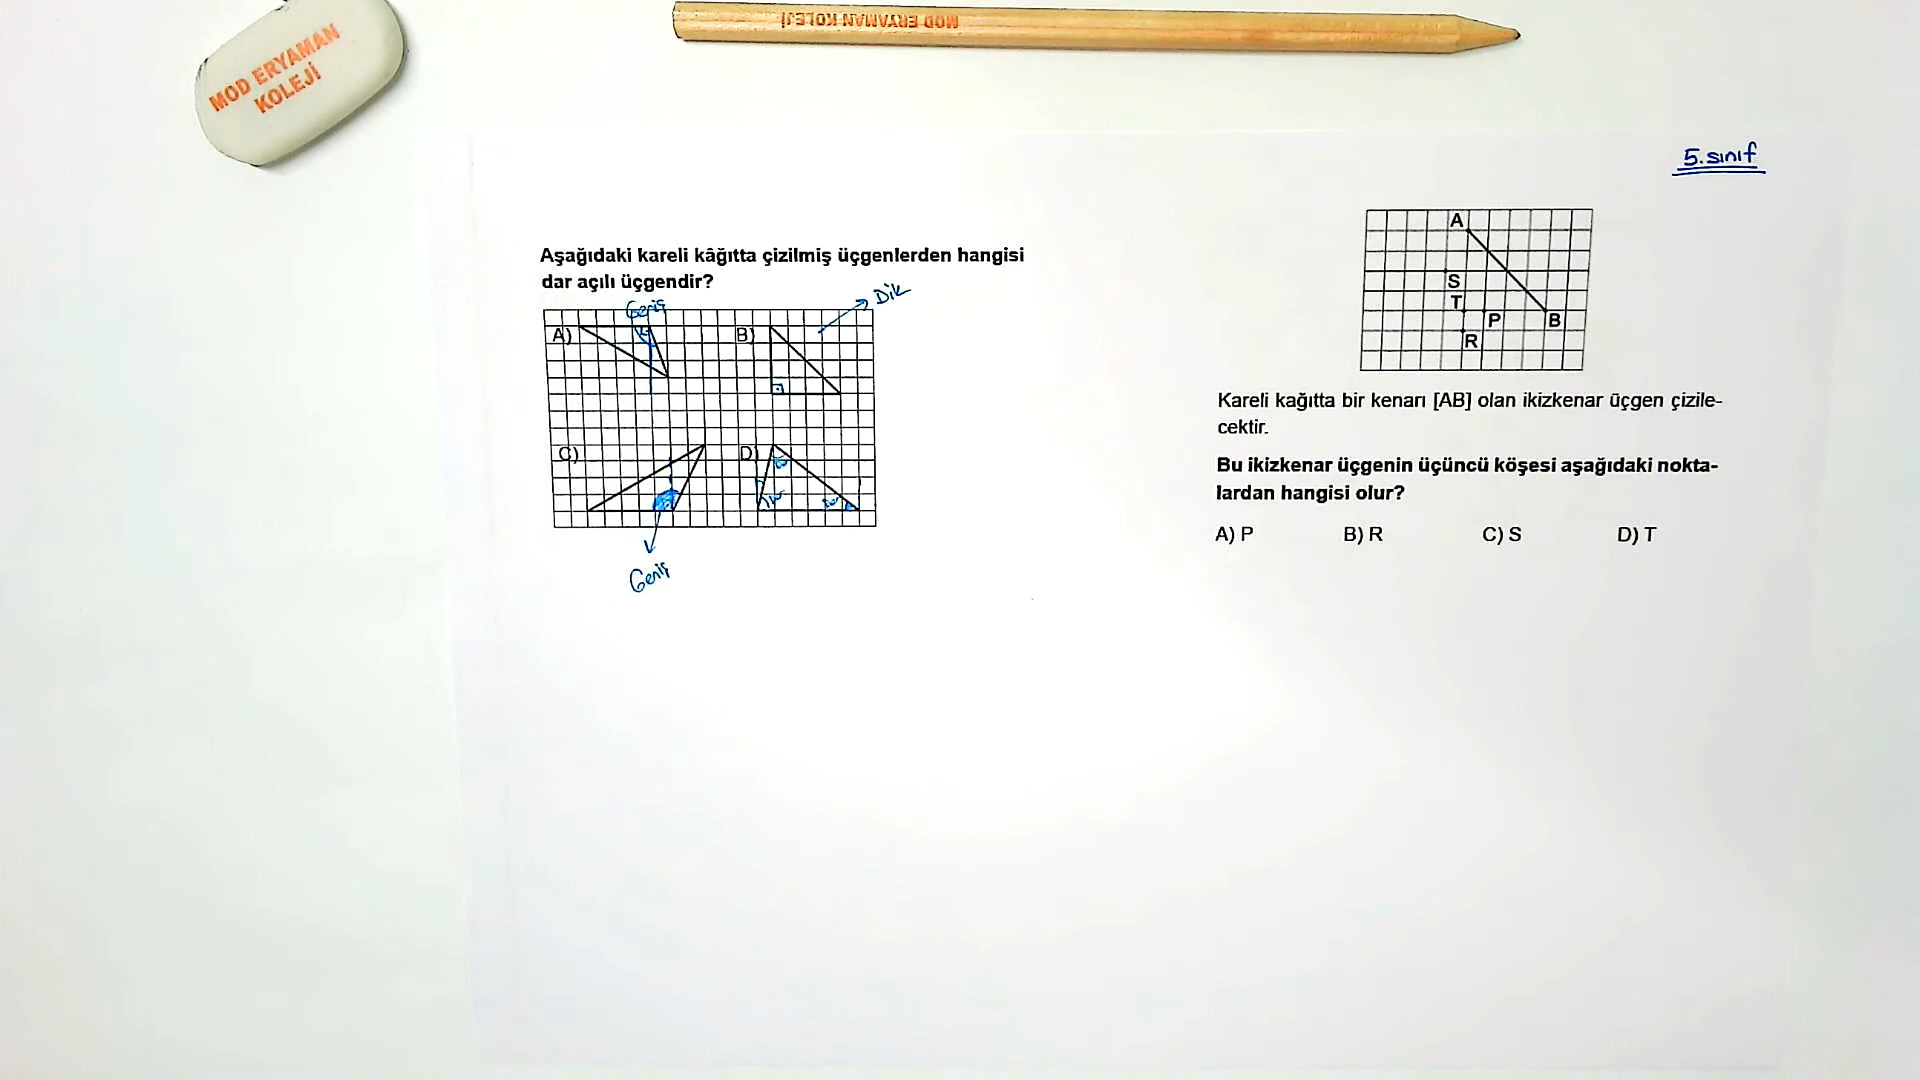 MOD ERYAMAN
KOLEJİ
MOD ERYAMAN KOLEJİ
5.sınıf
Aşağıdaki kareli kâğıtta çizilmiş üçgenlerden hangisi
dar açılı üçgendir?
Geniş
Dik
A)
B)
C)
D)
Dar
Geniş
A
S
T
P
B
R
Kareli kağıtta bir kenarı [AB] olan ikizkenar üçgen çizile-
cektir.
Bu ikizkenar üçgenin üçüncü köşesi aşağıdaki nokta-
lardan hangisi olur?
A) P B) R C) S D) T